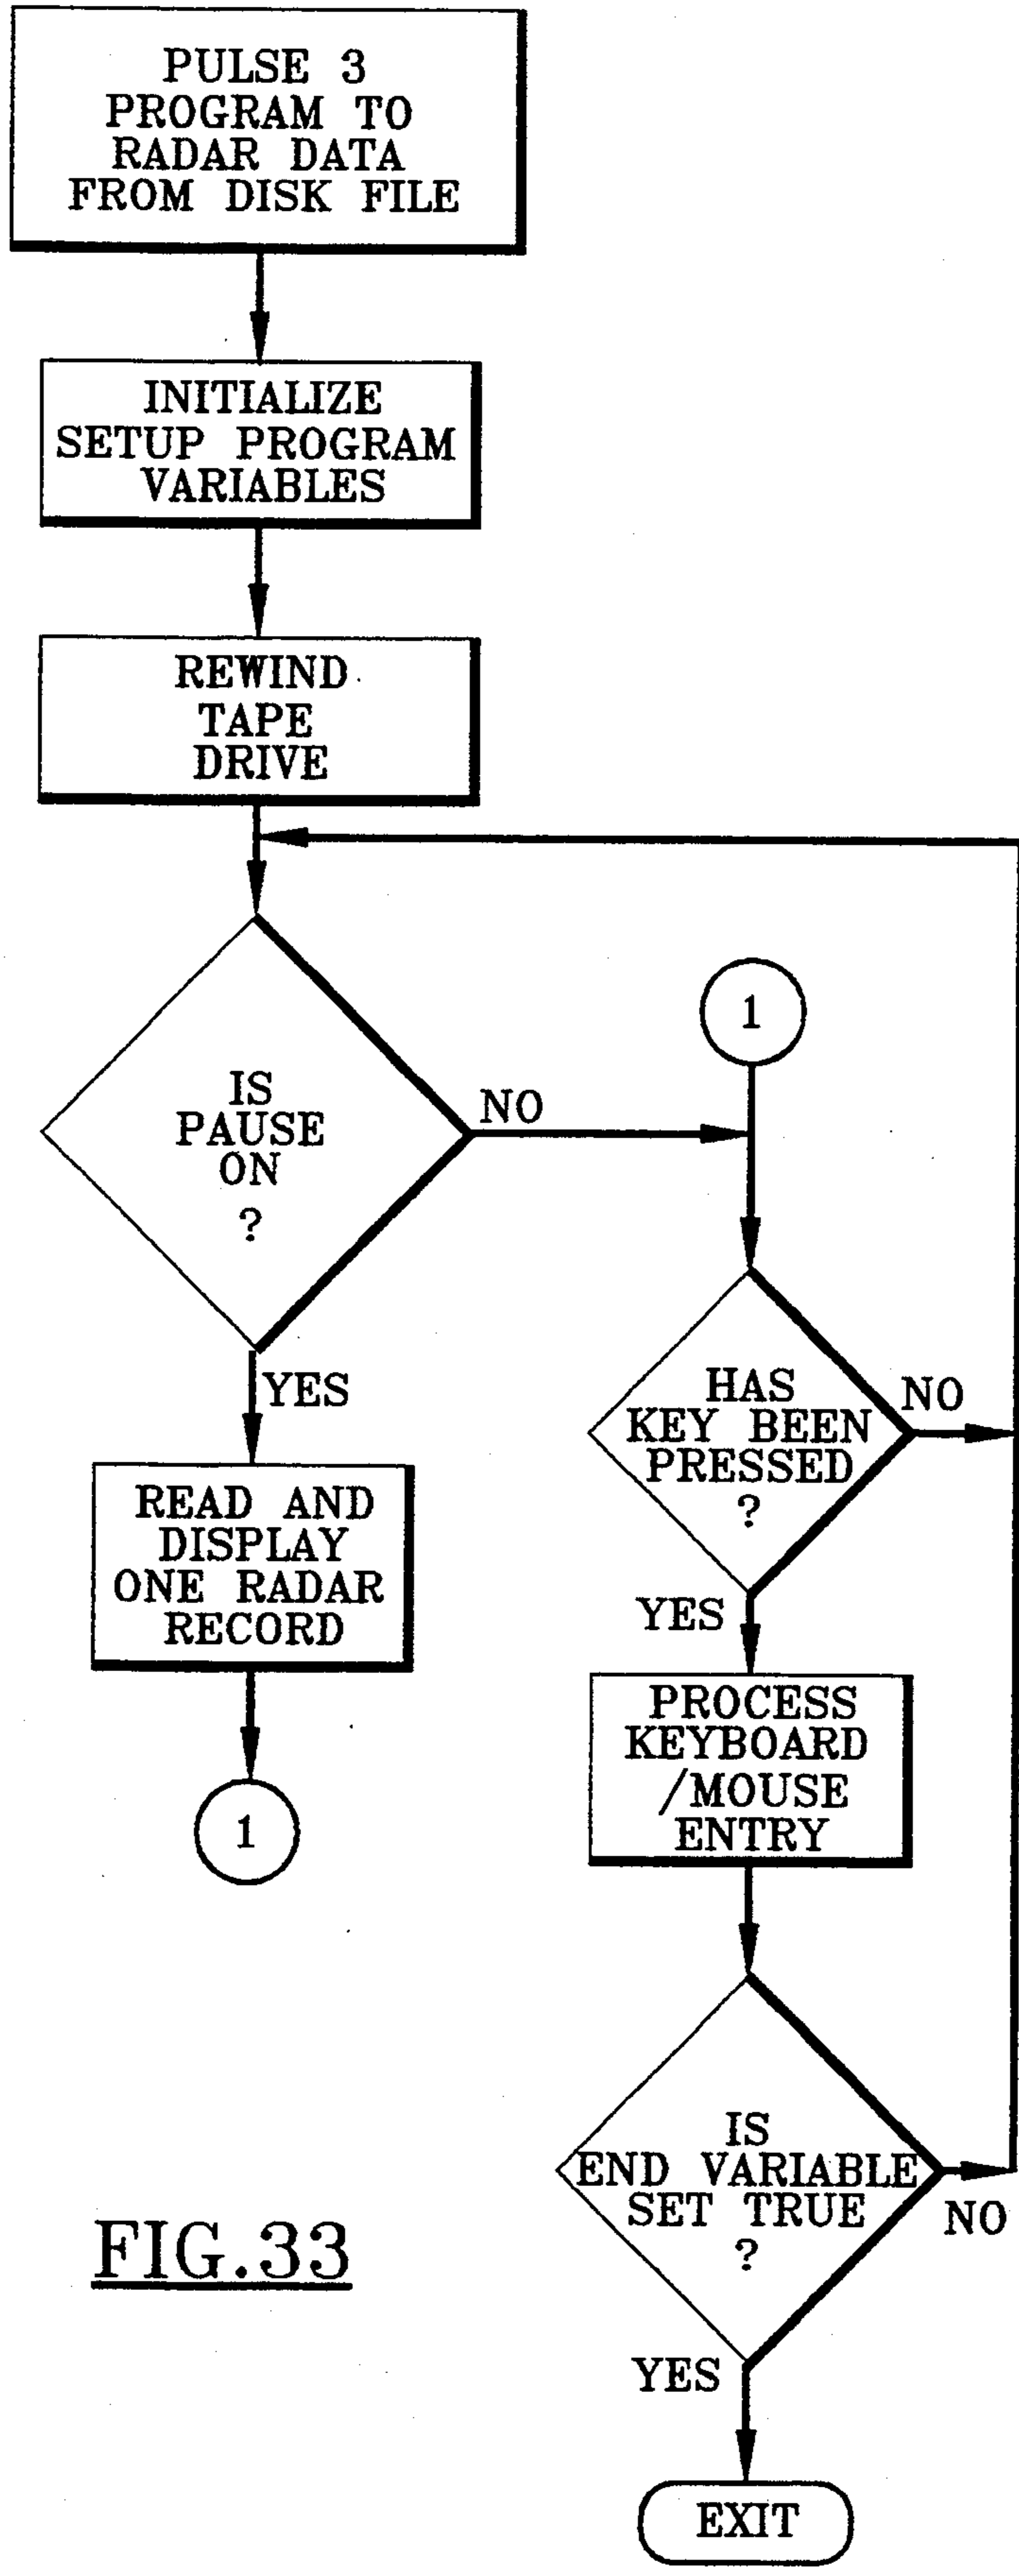 PULSE 3
PROGRAM TO
RADAR DATA
FROM DISK FILE
INITIALIZE
SETUP PROGRAM
VARIABLES
REWIND
TAPE
DRIVE
IS
PAUSE
ON
?
NO
YES
READ AND
DISPLAY
ONE RADAR
RECORD
1
1
HAS
KEY BEEN
PRESSED
?
NO
YES
PROCESS
KEYBOARD
/MOUSE
ENTRY
IS
END VARIABLE
SET TRUE
?
NO
YES
EXIT
FIG.33